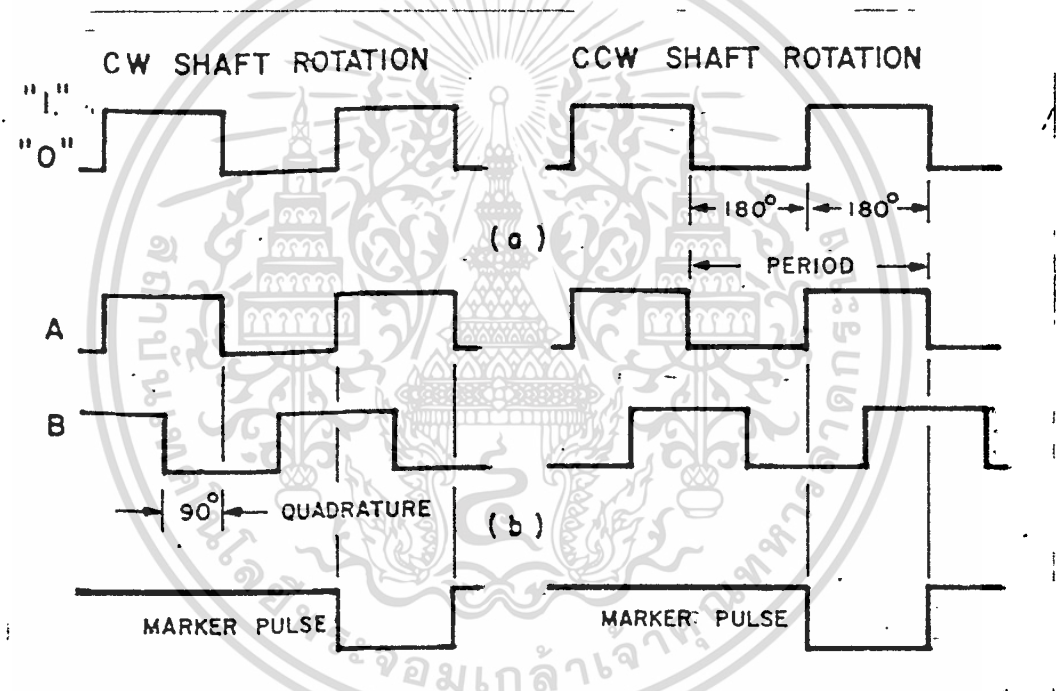 CW SHAFT ROTATION
CCW SHAFT ROTATION
"1"
"0"
180°
180°
(a)
PERIOD
A
B
90°
QUADRATURE
(b)
MARKER PULSE
MARKER PULSE